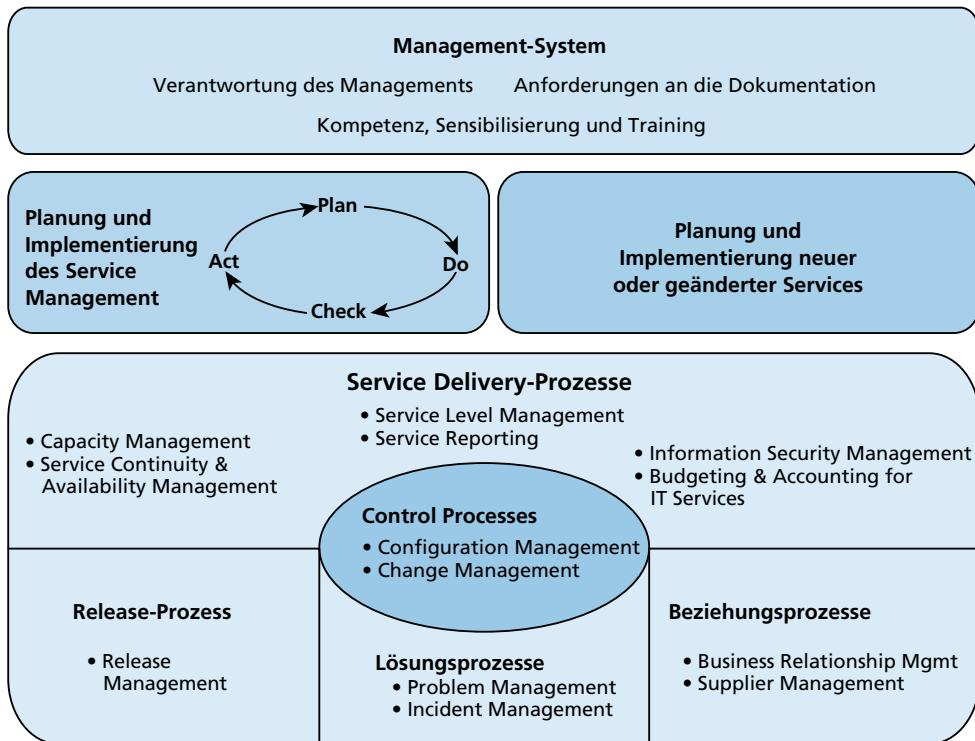 Management-System
Verantwortung des Managements Anforderungen an die Dokumentation
Kompetenz, Sensibilisierung und Training
Planung und
Implementierung
des Service
Management
Plan
Act
Do
Check
Planung und
Implementierung neuer
oder geänderter Services
Service Delivery-Prozesse
• Service Level Management
• Service Reporting
• Capacity Management
• Service Continuity &
Availability Management
• Information Security Management
• Budgeting & Accounting for
IT Services
Control Processes
• Configuration Management
• Change Management
Release-Prozess
• Release
Management
Lösungsprozesse
• Problem Management
• Incident Management
Beziehungsprozesse
• Business Relationship Mgmt
• Supplier Management